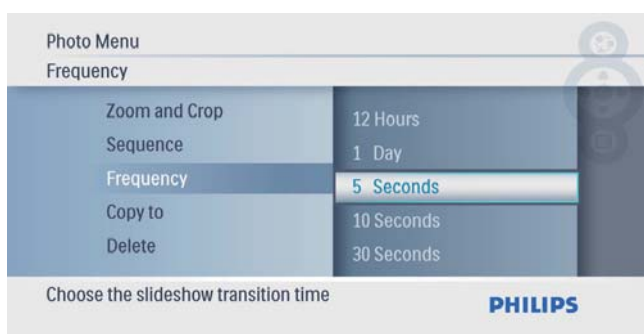 Photo Menu
Frequency
Zoom and Crop
Sequence
Frequency
Copy to
Delete
12 Hours
1 Day
5 Seconds
10 Seconds
30 Seconds
Choose the slideshow transition time
PHILIPS